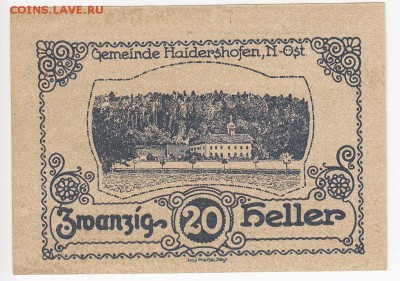 COINS.LAVE.RU
Gemeinde Haidershofen, N-Öst
Zwanzig 20 Heller